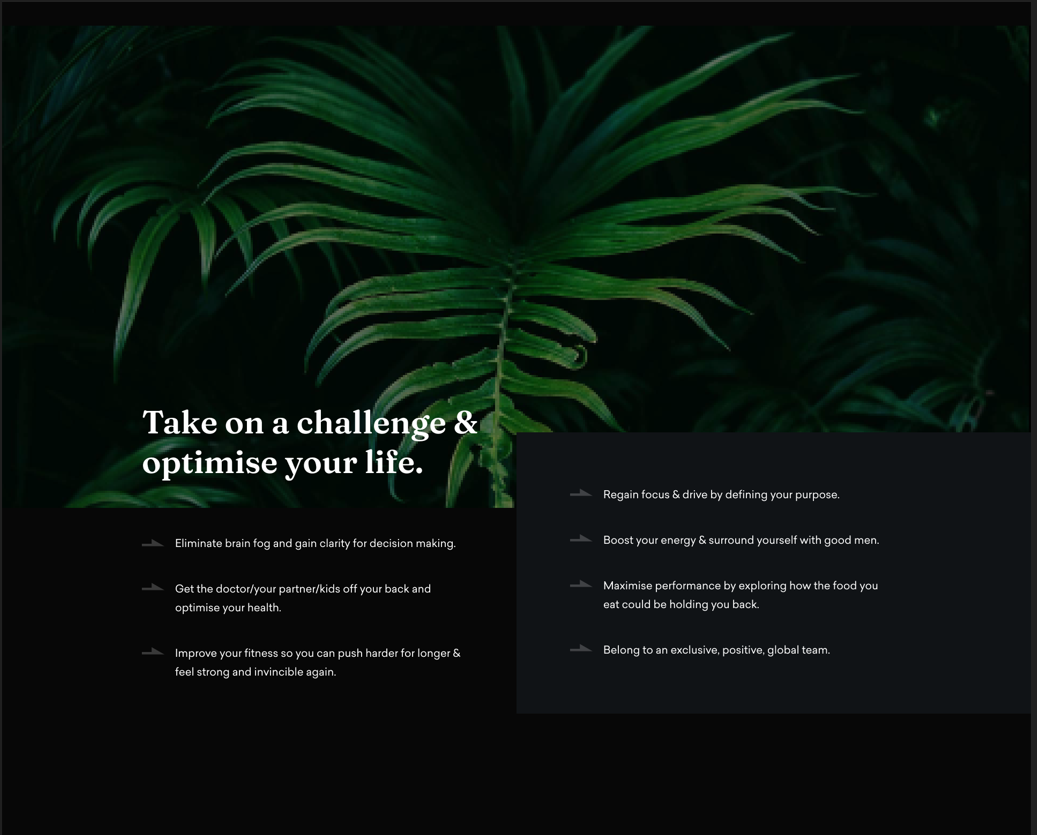 Take on a challenge &
optimise your life.
Eliminate brain fog and gain clarity for decision making.
Get the doctor/your partner/kids off your back and
optimise your health.
Improve your fitness so you can push harder for longer &
feel strong and invincible again.
Regain focus & drive by defining your purpose.
Boost your energy & surround yourself with good men.
Maximise performance by exploring how the food you
eat could be holding you back.
Belong to an exclusive, positive, global team.